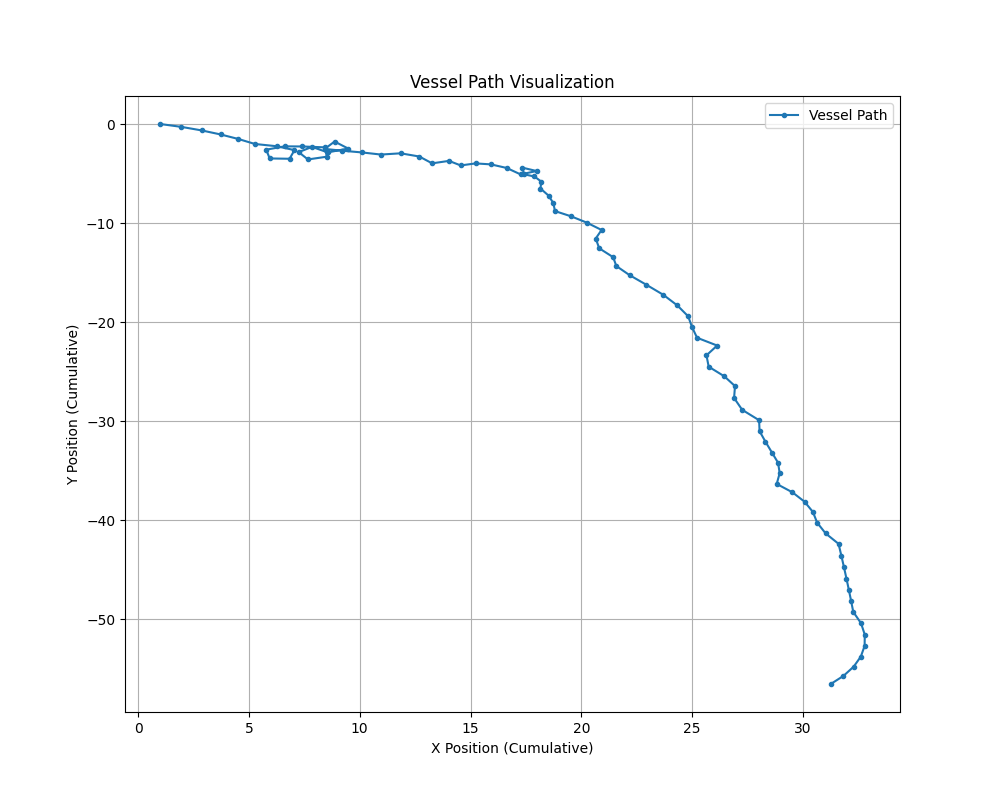 Vessel Path Visualization
Vessel Path
0
−10
−20
−30
−40
−50
Y Position (Cumulative)
0 5 10 15 20 25 30
X Position (Cumulative)